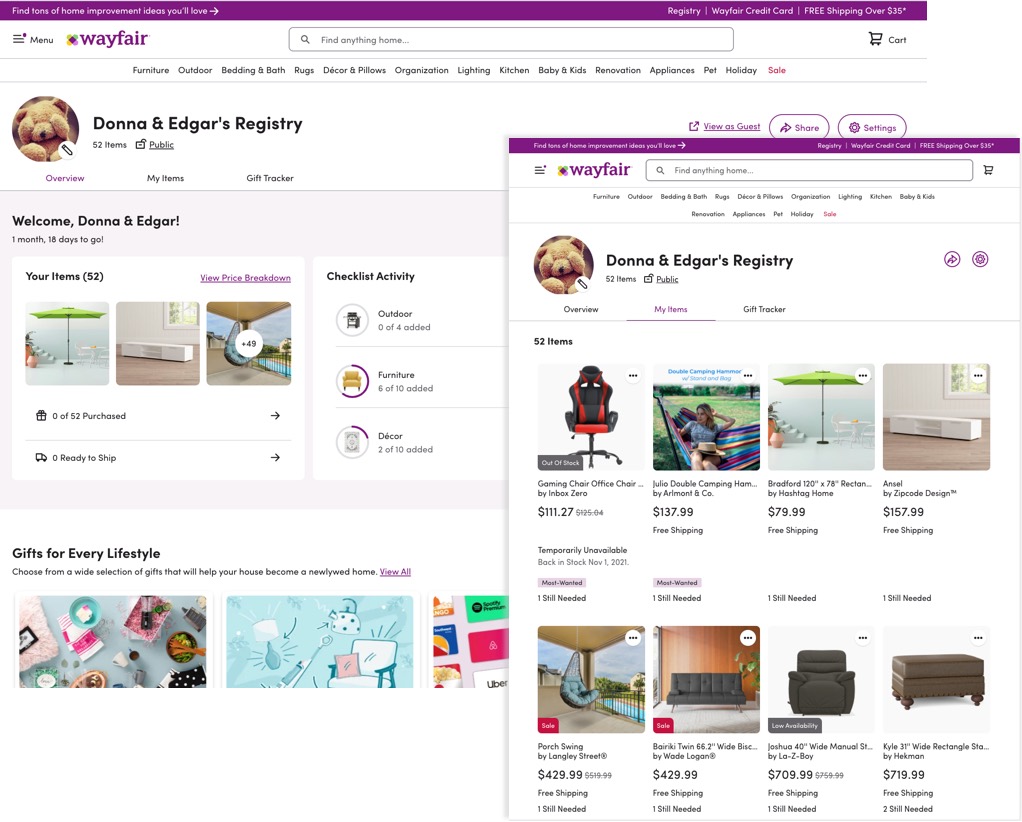 Find tons of home improvement ideas you'll love
Registry | Wayfair Credit Card | FREE Shipping Over $35*
Menu
wayfair
Find anything home...
Cart
Furniture Outdoor Bedding & Bath Rugs Décor & Pillows Organization Lighting Kitchen Baby & Kids Renovation Appliances Pet Holiday Sale
Donna & Edgar's Registry
52 Items Public
View as Guest Share Settings
Overview My Items Gift Tracker
Welcome, Donna & Edgar!
1 month, 18 days to go!
Your Items (52)
View Price Breakdown
+49
0 of 52 Purchased
0 Ready to Ship
Checklist Activity
Outdoor
0 of 4 added
Furniture
6 of 10 added
Décor
2 of 10 added
Gifts for Every Lifestyle
Choose from a wide selection of gifts that will help your house become a newlywed home. View All
Spotify
Premium
Southwest
Uber
Find tons of home improvement ideas you'll love
Registry | Wayfair Credit Card | FREE Shipping Over $35*
wayfair
Find anything home...
Furniture Outdoor Bedding & Bath Rugs Décor & Pillows Organization Lighting Kitchen Baby & Kids
Renovation Appliances Pet Holiday Sale
Donna & Edgar's Registry
52 Items Public
Overview My Items Gift Tracker
52 Items
Out Of Stock
Gaming Chair Office Chair ...
by Inbox Zero
$111.27 $125.04
Temporarily Unavailable
Back in Stock Nov 1, 2021.
Most-Wanted
1 Still Needed
Double Camping Hammor
w/ Stand and Bag
Julio Double Camping Ham...
by Arlmont & Co.
$137.99
Free Shipping
Most-Wanted
1 Still Needed
Bradford 120'' x 78'' Rectan...
by Hashtag Home
$79.99
Free Shipping
1 Still Needed
Ansel
by Zipcode Design™
$157.99
Free Shipping
1 Still Needed
Sale
Porch Swing
by Langley Street®
$429.99 $519.99
Free Shipping
1 Still Needed
Sale
Bairiki Twin 66.2'' Wide Bisc...
by Wade Logan®
$429.99
Free Shipping
1 Still Needed
Low Availability
Joshua 40'' Wide Manual St...
by La-Z-Boy
$709.99 $759.99
Free Shipping
1 Still Needed
Kyle 31'' Wide Rectangle Sta...
by Hekman
$719.99
Free Shipping
2 Still Needed